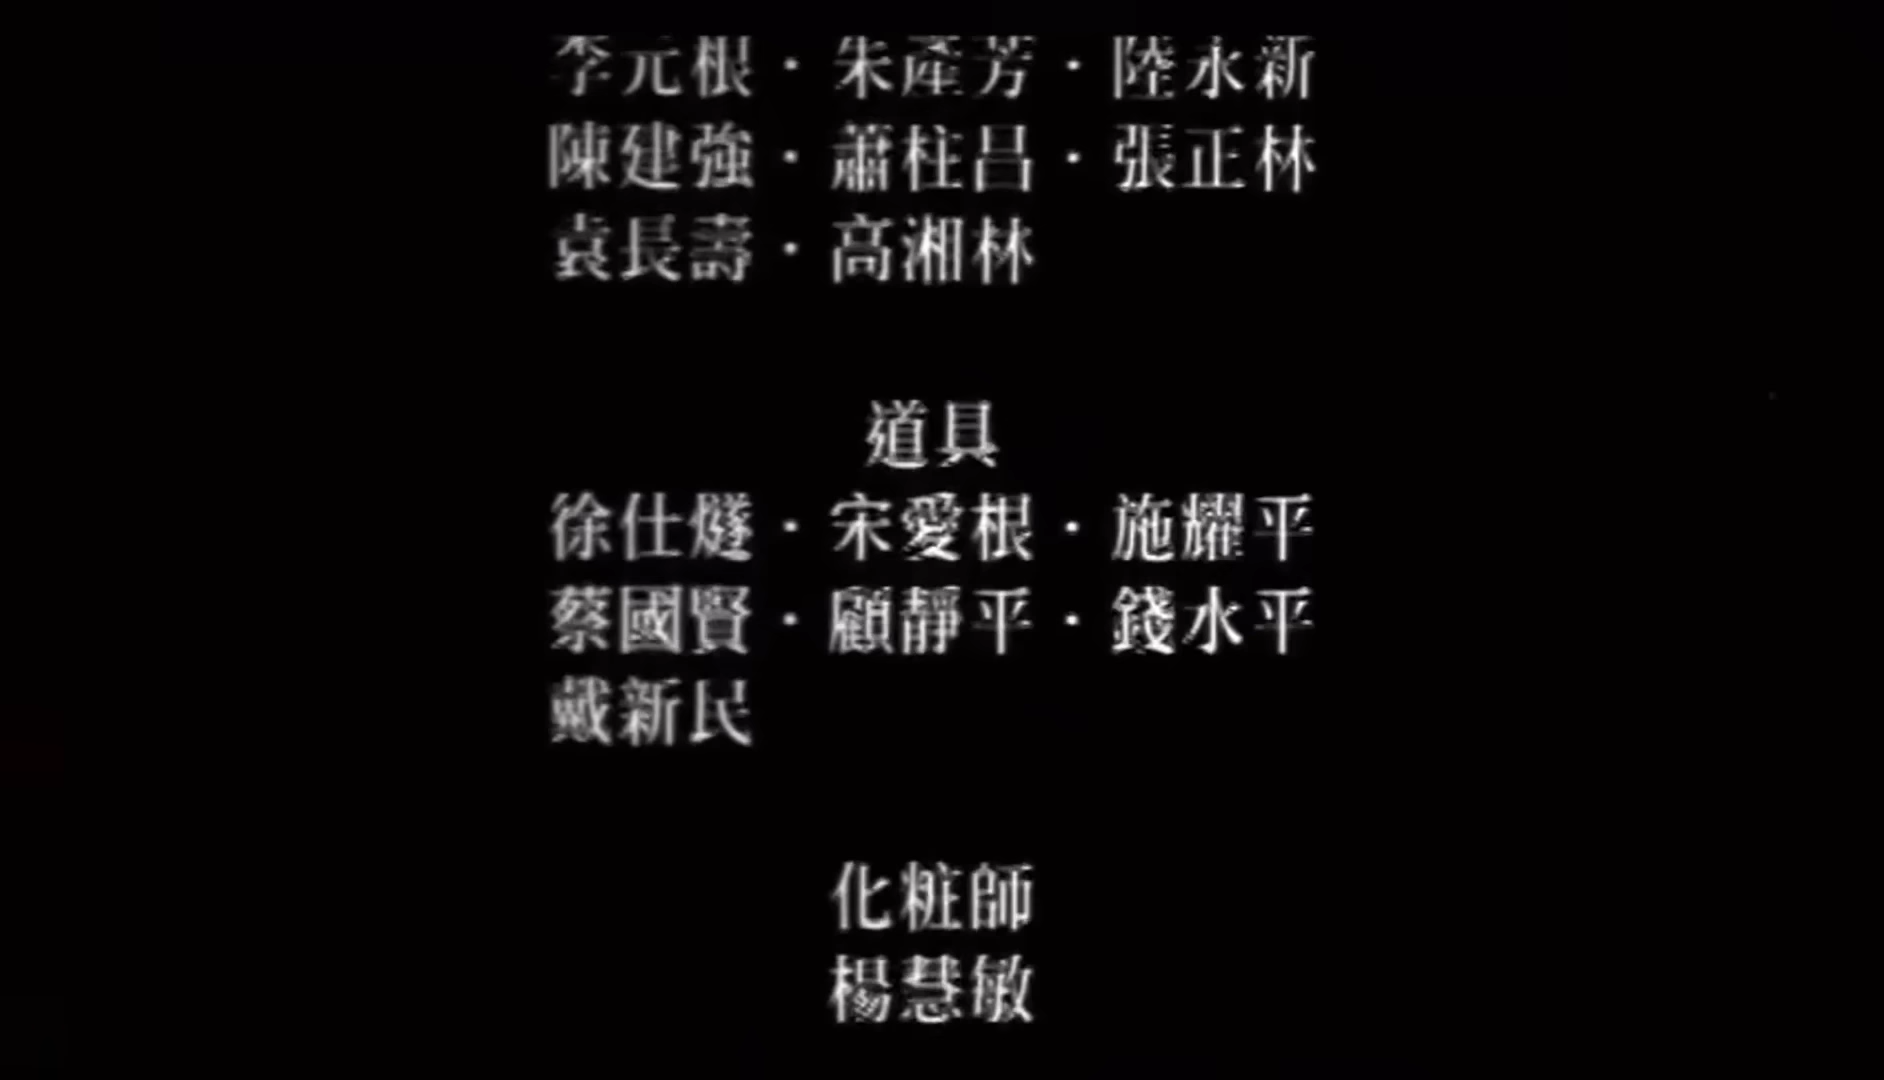 李元根・朱產芳・陸永新
陳建強・蕭柱呂・張正林
袁長壽・高湘林
道具
徐仕燧・宋愛根・施耀平
蔡國賢・顧靜平・錢水平
戴新民
化粧師
楊慧敏